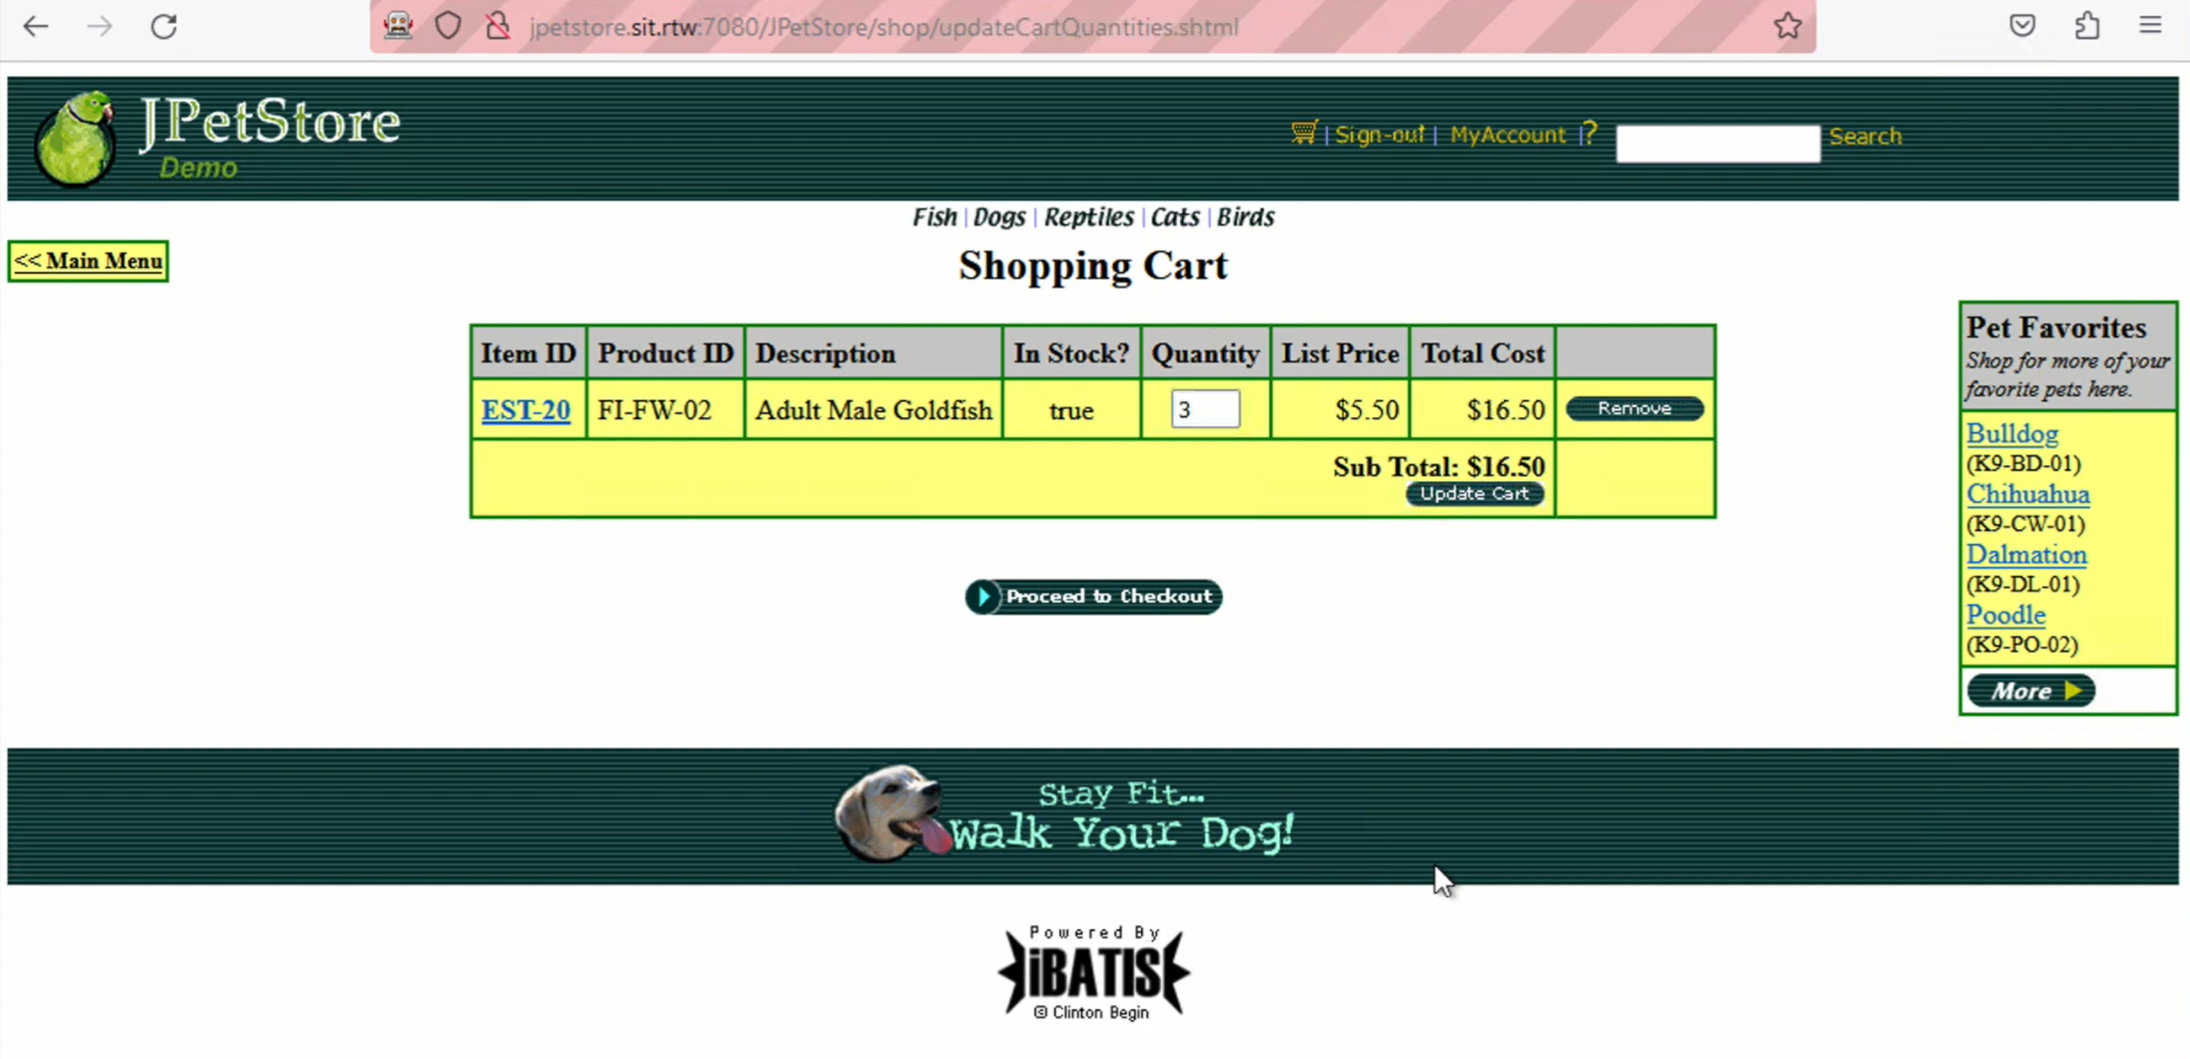 jpetstore.sit.rtw:7080/JPetStore/shop/updateCartQuantities.shtml
JPetStore
Demo
| Sign-out | MyAccount |? Search
Fish | Dogs | Reptiles | Cats | Birds
<< Main Menu
Shopping Cart
Item ID Product ID Description In Stock? Quantity List Price Total Cost
EST-20 FI-FW-02 Adult Male Goldfish true 3 $5.50 $16.50 Remove
Sub Total: $16.50
Update Cart
Proceed to Checkout
Pet Favorites
Shop for more of your
favorite pets here.
Bulldog
(K9-BD-01)
Chihuahua
(K9-CW-01)
Dalmation
(K9-DL-01)
Poodle
(K9-PO-02)
More
Stay Fit...
Walk Your Dog!
Powered By
iBATIS
© Clinton Begin